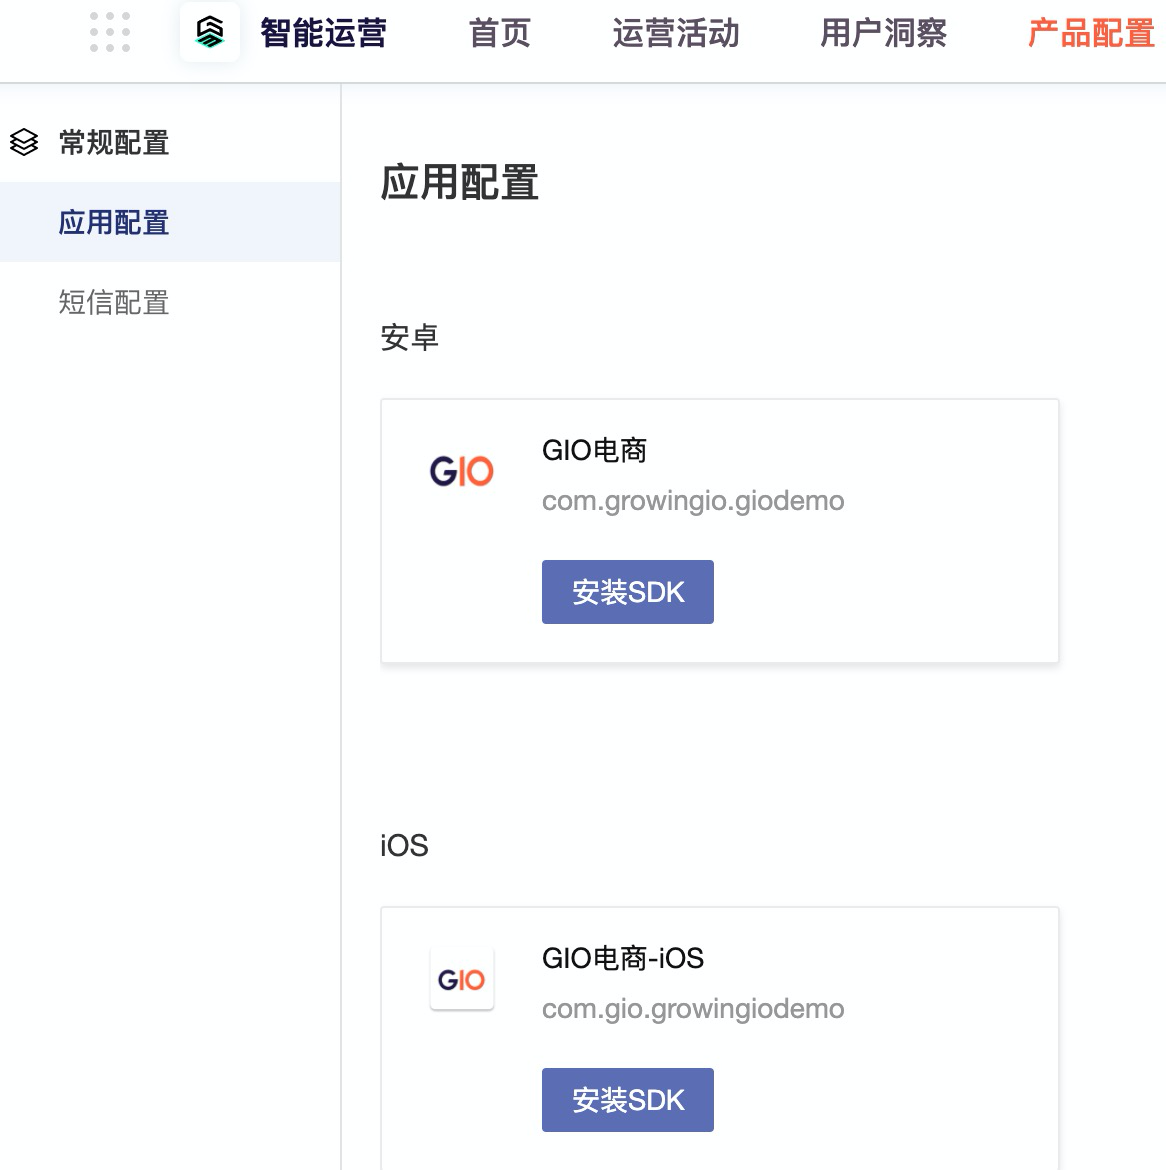 智能运营 首页 运营活动 用户洞察 产品配置
常规配置
应用配置
短信配置
应用配置
安卓
GIO
GIO电商
com.growingio.giodemo
安装SDK
iOS
GIO
GIO电商-iOS
com.gio.growingiodemo
安装SDK